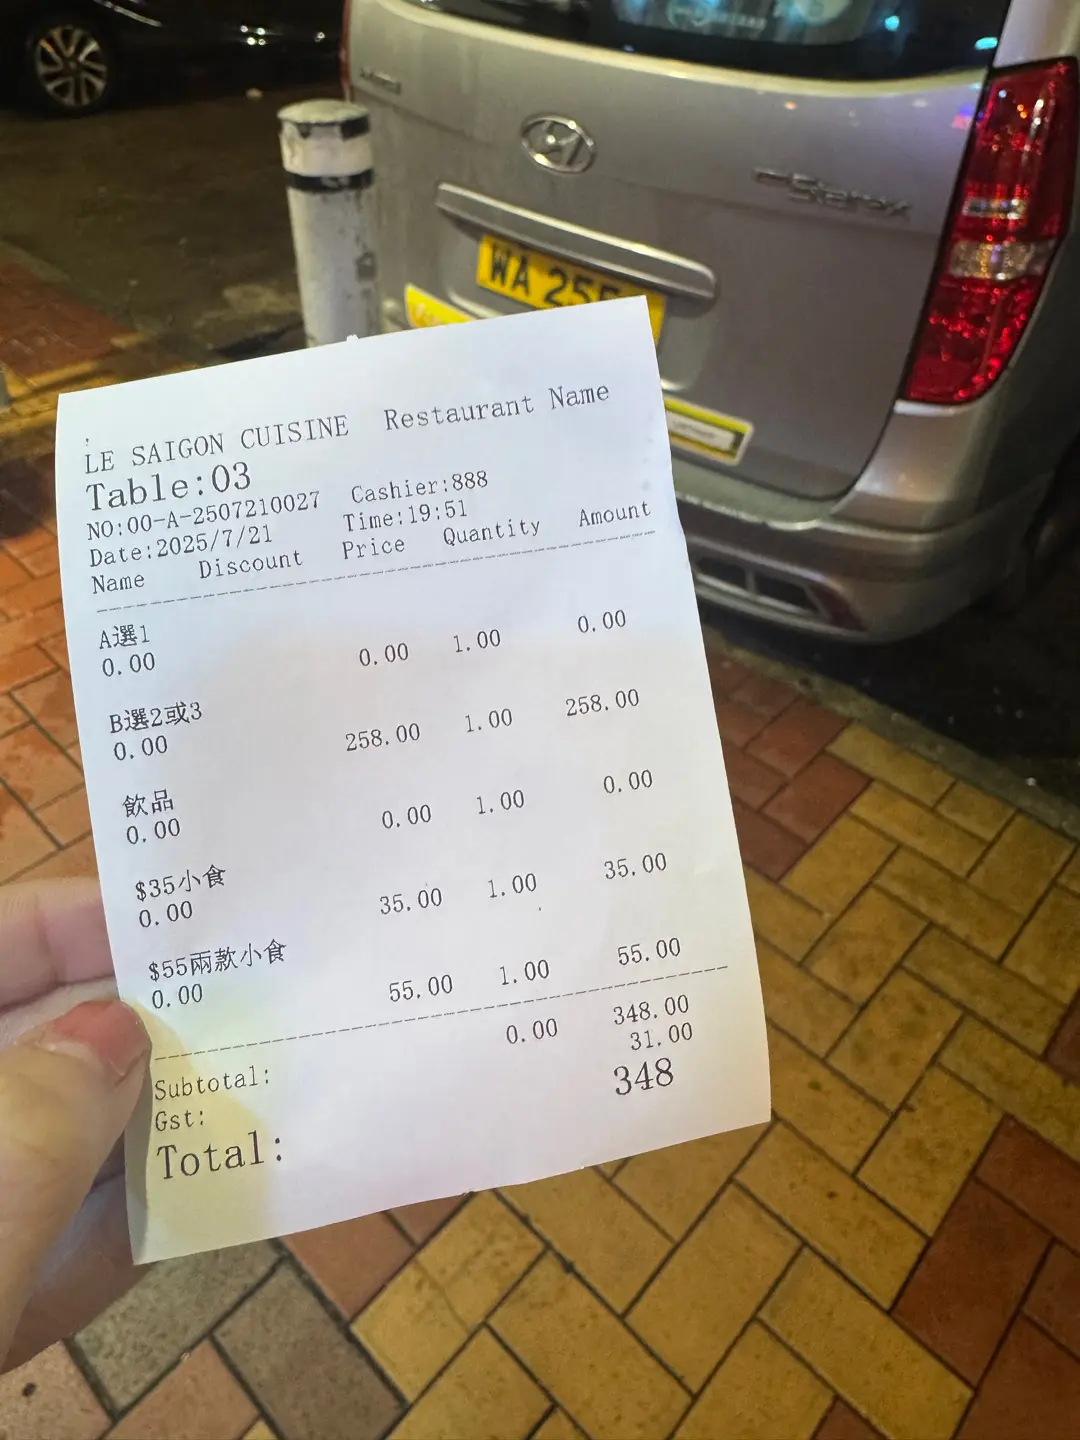 Starex
WA 255
LE SAIGON CUISINE Restaurant Name
Table:03
NO:00-A-2507210027 Cashier:888
Date:2025/7/21 Time:19:51
Name Discount Price Quantity Amount
A選1
0.00 0.00 1.00 0.00
B選2或3
0.00 258.00 1.00 258.00
飲品
0.00 0.00 1.00 0.00
$35小食
0.00 35.00 1.00 35.00
$55兩款小食
0.00 55.00 1.00 55.00
Subtotal: 0.00 348.00
Gst: 31.00
Total: 348